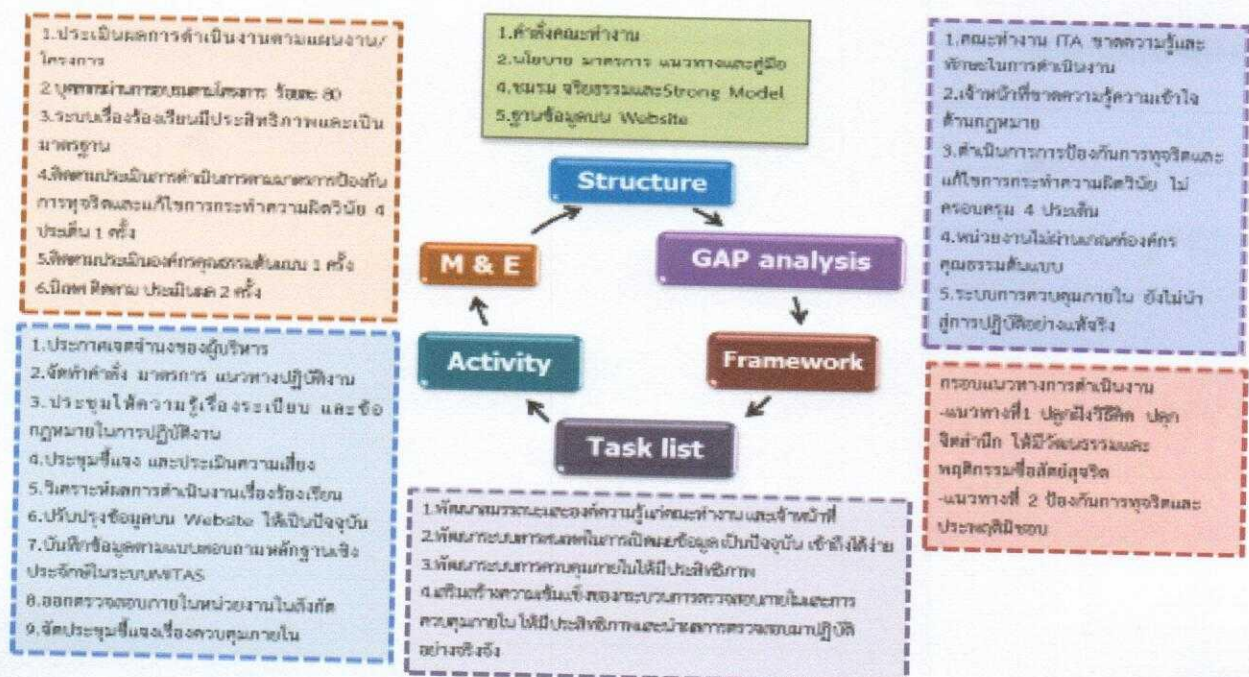 1.คำสั่งคณะทำงาน
2.นโยบาย มาตรการ แนวทางและคู่มือ
4.ชมรม จริยธรรมและStrong Model
5.ฐานข้อมูลบน Website
Structure
GAP analysis
Framework
Task list
Activity
M & E
1.คณะทำงาน ITA ขาดความรู้และ
ทักษะในการดำเนินงาน
2.เจ้าหน้าที่ขาดความรู้ความเข้าใจ
ด้านกฎหมาย
3.ดำเนินการการป้องกันการทุจริตและ
แก้ไขการกระทำความผิดวินัย ไม่
ครอบครุม 4 ประเด็น
4.หน่วยงานไม่ผ่านเกณฑ์องค์กร
คุณธรรมต้นแบบ
5.ระบบการควบคุมภายใน ยังไม่นำ
สู่การปฏิบัติอย่างแท้จริง
กรอบแนวทางการดำเนินงาน
-แนวทางที่1 ปลูกฝังวิธีคิด ปลุก
จิตสำนึก ให้มีวัฒนธรรมและ
พฤติกรรมซื่อสัตย์สุจริต
-แนวทางที่ 2 ป้องกันการทุจริตและ
ประพฤติมิชอบ
1.พัฒนาสมรรถนะและองค์ความรู้แก่คณะทำงาน และเจ้าหน้าที่
2.พัฒนาระบบสารสนเทศในการเปิดเผยข้อมูล เป็นปัจจุบัน เข้าถึงได้ง่าย
3.พัฒนาระบบการควบคุมภายในให้มีประสิทธิภาพ
4.เสริมสร้างความเข้มแข็งของกระบวนการตรวจสอบภายในและการ
ควบคุมภายใน ให้มีประสิทธิภาพและนำผลการตรวจสอบมาปฏิบัติ
อย่างจริงจัง
1.ประกาศเจตจำนงของผู้บริหาร
2.จัดทำคำสั่ง มาตรการ แนวทางปฏิบัติงาน
3.ประชุมให้ความรู้เรื่องระเบียบ และข้อ
กฎหมายในการปฏิบัติงาน
4.ประชุมชี้แจง และประเมินความเสี่ยง
5.วิเคราะห์ผลการดำเนินงานเรื่องร้องเรียน
6.ปรับปรุงข้อมูลบน Website ให้เป็นปัจจุบัน
7.บันทึกข้อมูลตามแบบสอบถามหลักฐานเชิง
ประจักษ์ในระบบMITAS
8.ออกตรวจสอบภายในหน่วยงานในสังกัด
9.จัดประชุมชี้แจงเรื่องควบคุมภายใน
1.ประเมินผลการดำเนินงานตามแผนงาน/
โครงการ
2.บุคลากรผ่านการอบรมตามโครงการ ร้อยละ 80
3.ระบบเรื่องร้องเรียนมีประสิทธิภาพและเป็น
มาตรฐาน
4.ติดตามประเมินการดำเนินการตามมาตรการป้องกัน
การทุจริตและแก้ไขการกระทำความผิดวินัย 4
ประเด็น 1 ครั้ง
5.ติดตามประเมินองค์กรคุณธรรมต้นแบบ 1 ครั้ง
6.นิเทศ ติดตาม ประเมินผล 2 ครั้ง